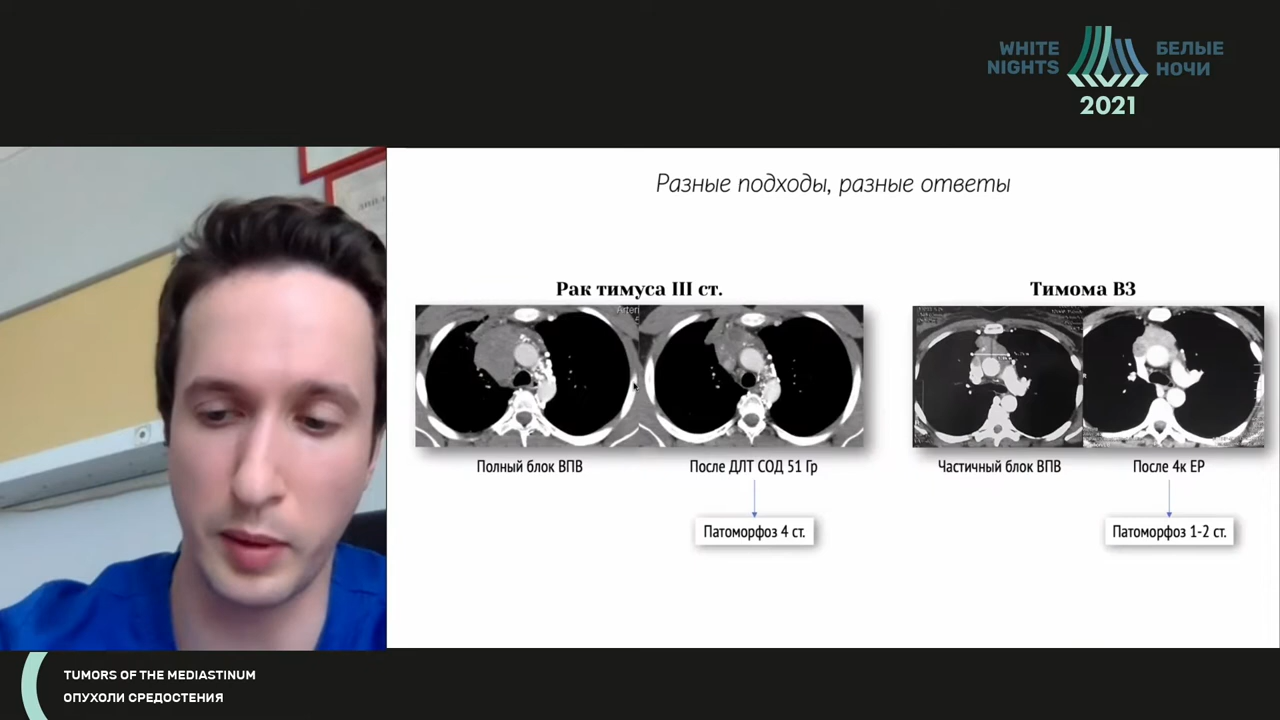 WHITE NIGHTS
БЕЛЫЕ НОЧИ
2021
Разные подходы, разные ответы
Рак тимуса III ст.
Тимома B3
Arteri
Полный блок ВПВ
После ДЛТ СОД 51 Гр
Частичный блок ВПВ
После 4к EP
Патоморфоз 4 ст.
Патоморфоз 1-2 ст.
TUMORS OF THE MEDIASTINUM
ОПУХОЛИ СРЕДОСТЕНИЯ